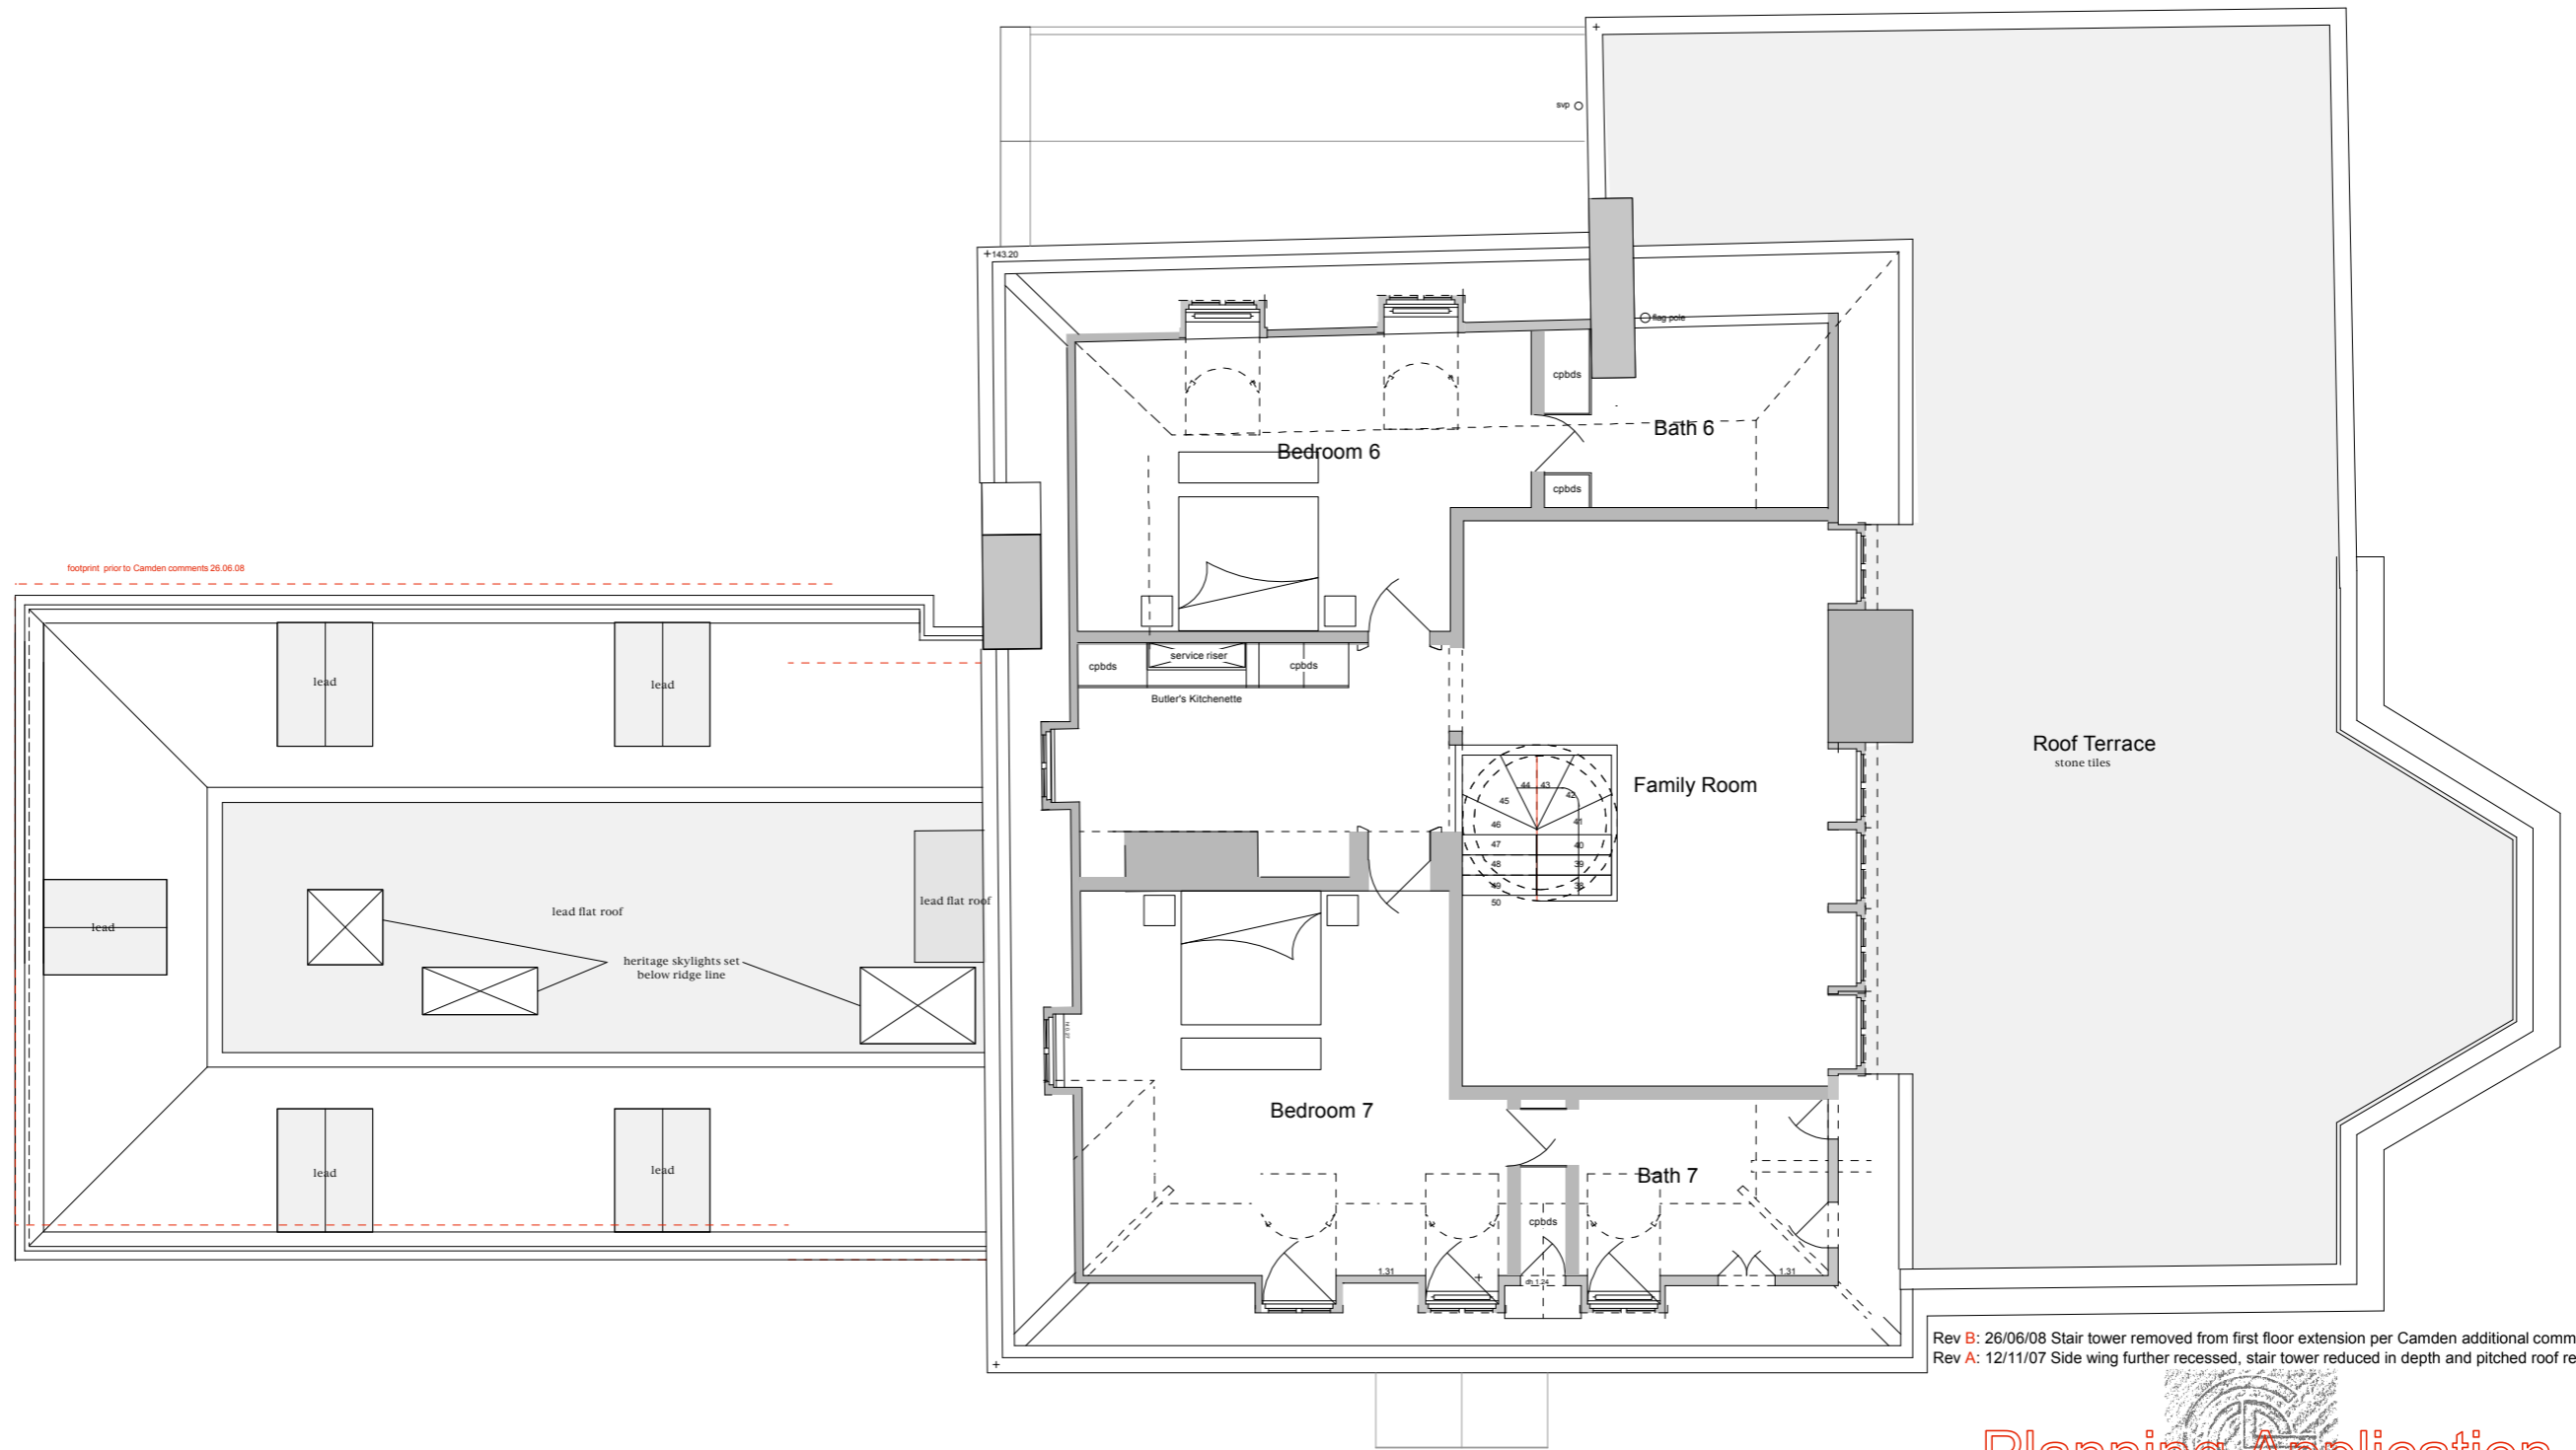 svp
+143.20
flag pole
cpbds
Bath 6
Bedroom 6
cpbds
footprint prior to Camden comments 26.06.08
lead
lead
cpbds
service riser
cpbds
Butler's Kitchenette
Roof Terrace
stone tiles
Family Room
44
43
42
45
41
46
47
40
48
39
49
38
50
lead
lead flat roof
lead flat roof
heritage skylights set
below ridge line
Bedroom 7
lead
lead
Bath 7
cpbds
1.31
dh 1.24
1.31
Rev B: 26/06/08 Stair tower removed from first floor extension per Camden additional comm
Rev A: 12/11/07 Side wing further recessed, stair tower reduced in depth and pitched roof re
Planning Application